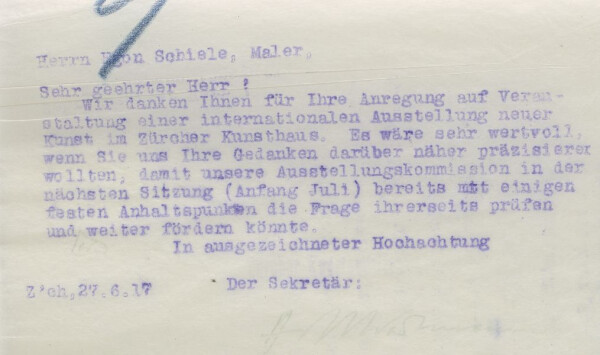 Herrn Egon Schiele, Maler.
Sehr geehrter Herr !
Wir danken Ihnen für Ihre Anregung auf Veran-
staltung einer internationalen Ausstellung neuer
Kunst im Zürcher Kunsthaus. Es wäre sehr wertvoll,
wenn Sie uns Ihre Gedanken darüber näher präzisieren
wollten, damit unsere Ausstellungskommission in der
nächsten Sitzung (Anfang Juli) bereits mit einigen
festen Anhaltspunken die Frage ihrerseits prüfen
und weiter fördern könnte.
In ausgezeichneter Hochachtung
Z'ch,27.6.17 Der Sekretär: